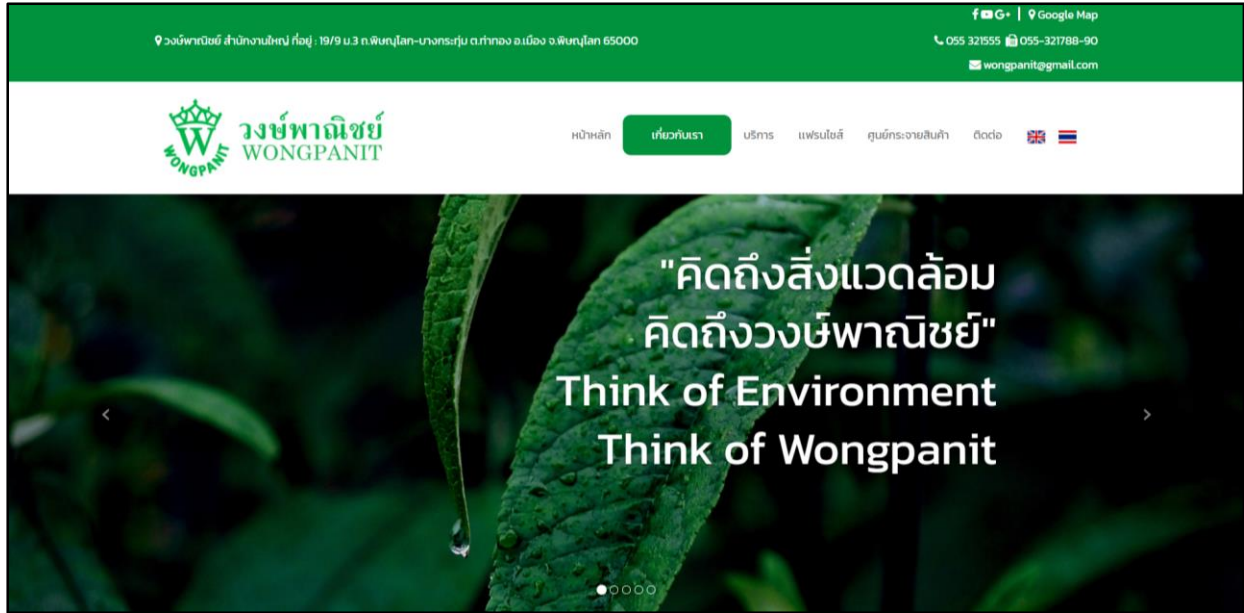 Google Map
วงษ์พาณิชย์ สำนักงานใหญ่ ที่อยู่ : 19/9 ม.3 ถ.พิษณุโลก-บางกระทุ่ม ต.ท่าทอง อ.เมือง จ.พิษณุโลก 65000
055 321555 055-321788-90
wongpanit@gmail.com
W
WONGPANIT
วงษ์พาณิชย์
WONGPANIT
หน้าหลัก เกี่ยวกับเรา บริการ แฟรนไชส์ ศูนย์กระจายสินค้า ติดต่อ
"คิดถึงสิ่งแวดล้อม
คิดถึงวงษ์พาณิชย์"
Think of Environment
Think of Wongpanit